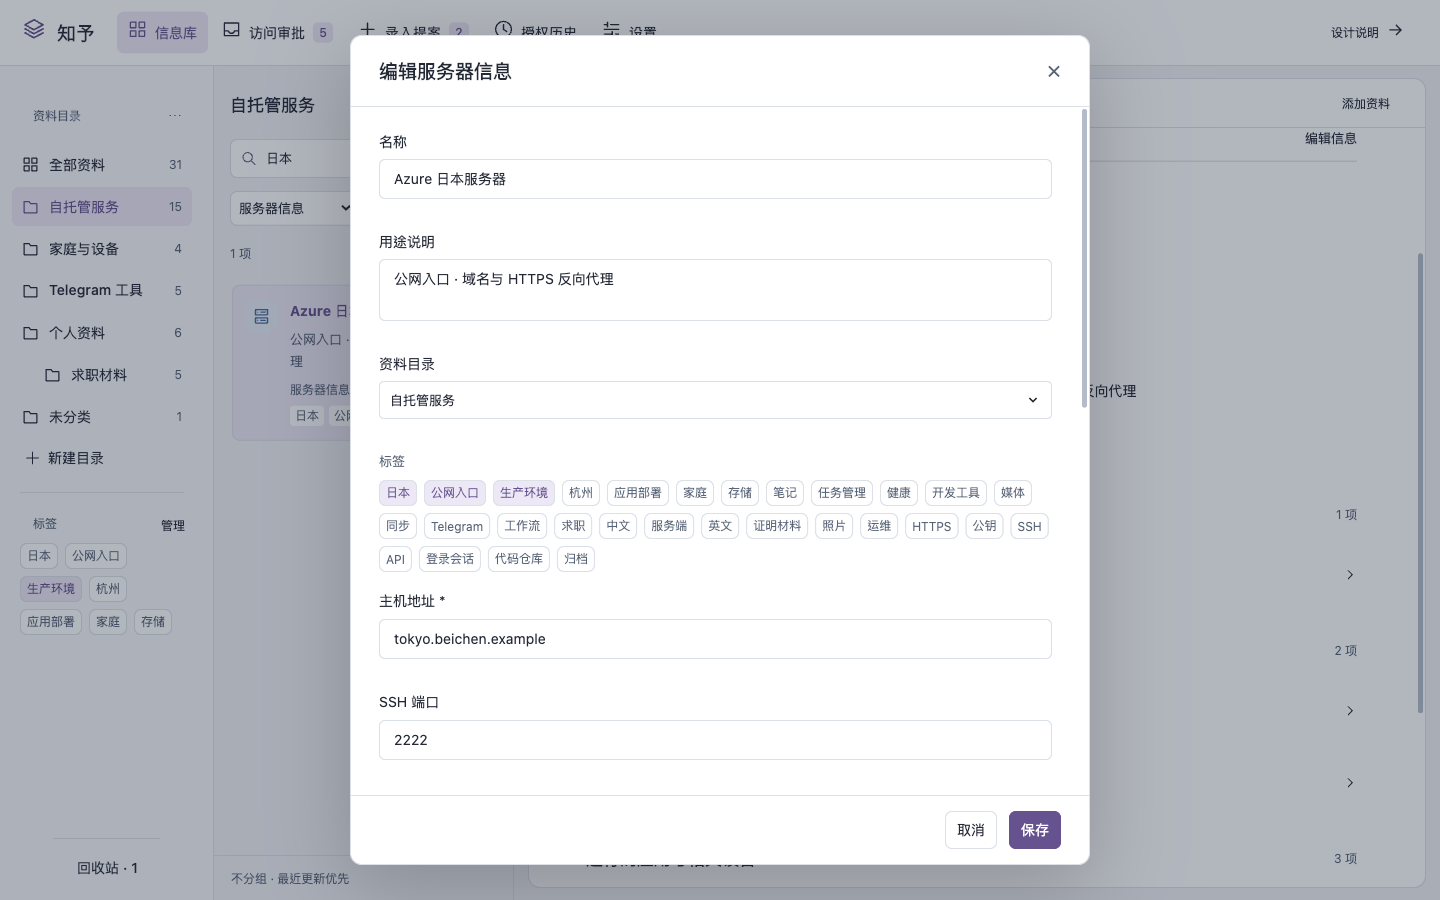 知予
信息库
访问审批 5
录入提案 2
授权历史
设置
设计说明
资料目录 ...
全部资料 31
自托管服务 15
家庭与设备 4
Telegram 工具 5
个人资料 6
求职材料 5
未分类 1
新建目录
标签 管理
日本 公网入口
生产环境 杭州
应用部署 家庭 存储
回收站 · 1
自托管服务
日本
服务器信息
1 项
Azure 日
公网入口 ·
理
服务器信息
日本
不分组 · 最近更新优先
编辑服务器信息
名称
Azure 日本服务器
用途说明
公网入口 · 域名与 HTTPS 反向代理
资料目录
自托管服务
标签
日本 公网入口 生产环境 杭州 应用部署 家庭 存储 笔记 任务管理 健康 开发工具 媒体
同步 Telegram 工作流 求职 中文 服务端 英文 证明材料 照片 运维 HTTPS 公钥 SSH
API 登录会话 代码仓库 归档
主机地址 *
tokyo.beichen.example
SSH 端口
2222
取消 保存
添加资料
编辑信息
反向代理
1 项
2 项
3 项